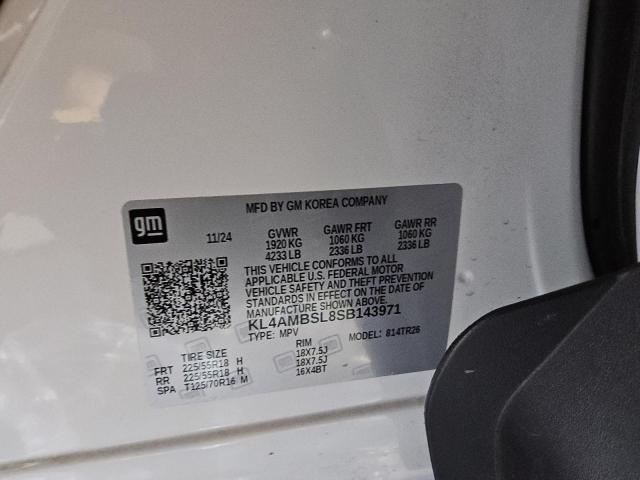 MFD BY GM KOREA COMPANY
gm
11/24
GVWR GAWR FRT GAWR RR
1920 KG 1060 KG 1060 KG
4233 LB 2336 LB 2336 LB
THIS VEHICLE CONFORMS TO ALL
APPLICABLE U.S. FEDERAL MOTOR
VEHICLE SAFETY AND THEFT PREVENTION
STANDARDS IN EFFECT ON THE DATE OF
MANUFACTURE SHOWN ABOVE.
KL4AMBSL8SB143971
TYPE: MPV MODEL: 814TR26
TIRE SIZE RIM
FRT 225/55R18 H 18X7.5J
RR 225/55R18 H 18X7.5J
SPA T125/70R16 M 16X4BT